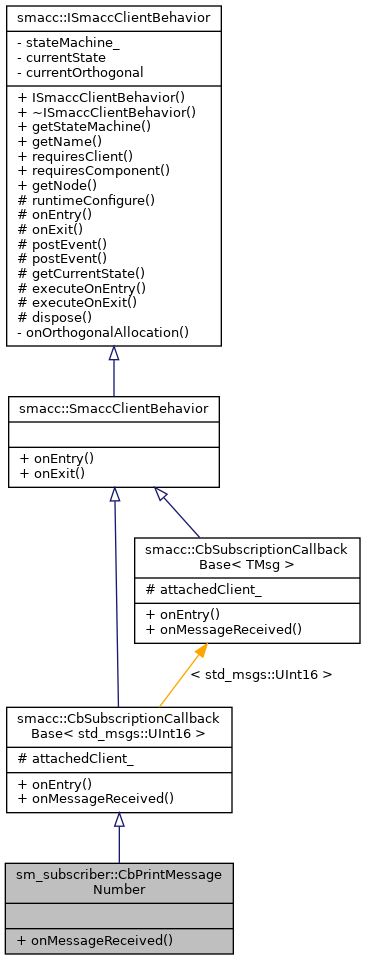 smacc::ISmaccClientBehavior
- stateMachine_
- currentState
- currentOrthogonal
+ ISmaccClientBehavior()
+ ~ISmaccClientBehavior()
+ getStateMachine()
+ getName()
+ requiresClient()
+ requiresComponent()
+ getNode()
# runtimeConfigure()
# onEntry()
# onExit()
# postEvent()
# postEvent()
# getCurrentState()
# executeOnEntry()
# executeOnExit()
# dispose()
- onOrthogonalAllocation()
smacc::SmaccClientBehavior
+ onEntry()
+ onExit()
smacc::CbSubscriptionCallback
Base< TMsg >
# attachedClient_
+ onEntry()
+ onMessageReceived()
< std_msgs::UInt16 >
smacc::CbSubscriptionCallback
Base< std_msgs::UInt16 >
# attachedClient_
+ onEntry()
+ onMessageReceived()
sm_subscriber::CbPrintMessage
Number
+ onMessageReceived()